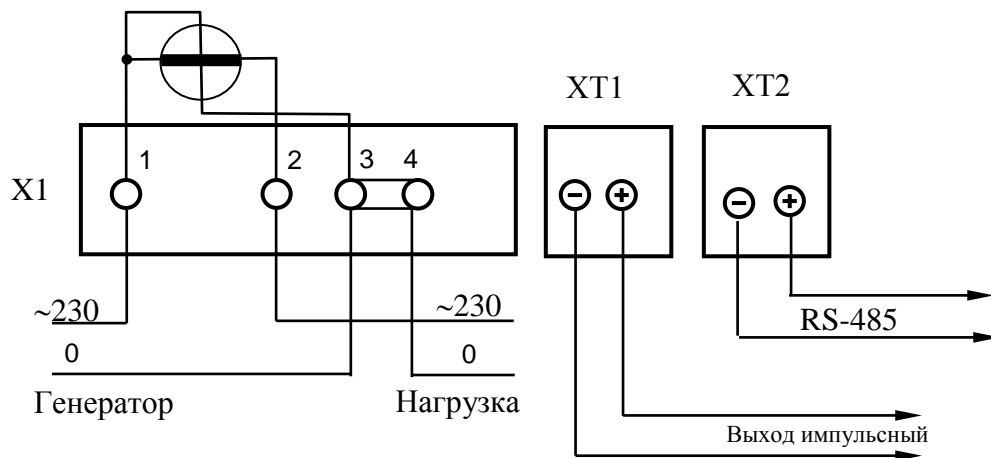 XT1 XT2
1 2 3 4
X1
− + − +
~230 ~230
RS-485
0 0
Генератор Нагрузка
Выход импульсный